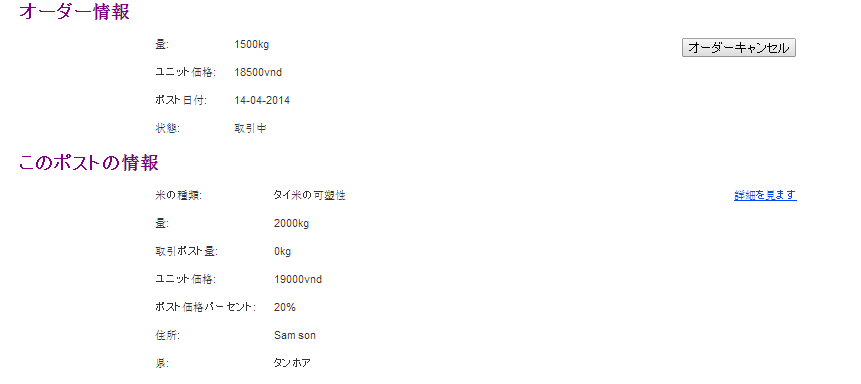 オーダー情報
量: 1500kg オーダーキャンセル
ユニット価格: 18500vnd
ポスト日付: 14-04-2014
状態: 取引中
このポストの情報
米の種類: タイ米の可塑性 詳細を見ます
量: 2000kg
取引ポスト量: 0kg
ユニット価格: 19000vnd
ポスト価格パーセント: 20%
住所: Sam son
県: タンホア